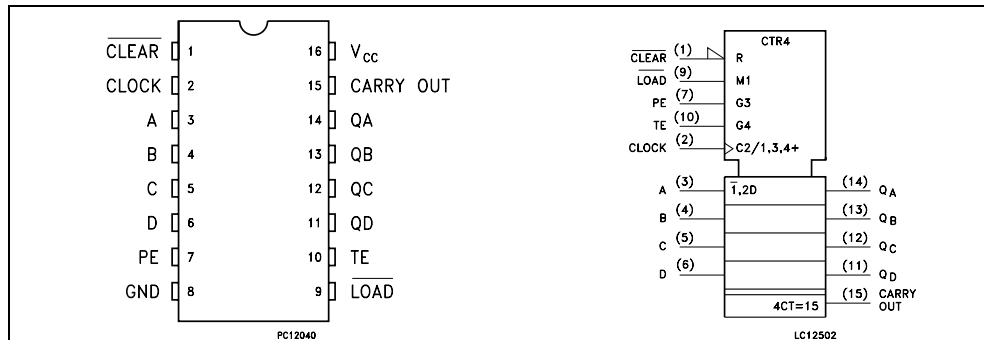 CLEAR 1 16 VCC
CLOCK 2 15 CARRY OUT
A 3 14 QA
B 4 13 QB
C 5 12 QC
D 6 11 QD
PE 7 10 TE
GND 8 9 LOAD
PC12040
CTR4
CLEAR (1) R
LOAD (9) M1
PE (7) G3
TE (10) G4
CLOCK (2) C2/1,3,4+
A (3) 1,2D (14) QA
B (4) (13) QB
C (5) (12) QC
D (6) (11) QD
4CT=15 (15) CARRY
OUT
LC12502